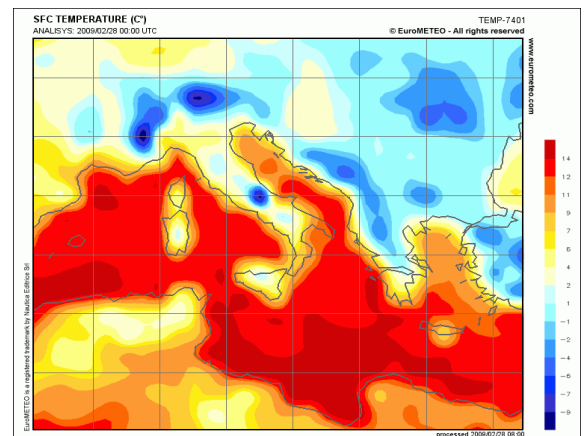 SFC TEMPERATURE (C°)
TEMP-7401
ANALISYS: 2009/02/28 00:00 UTC
© EuroMETEO - All rights reserved
www.eurometeo.com
EuroMETEO is a registered trademark by Nautica Editrice Srl
14
12
11
9
7
6
4
2
1
-1
-2
-4
-6
-7
-9
processed 2009/02/28 08:00